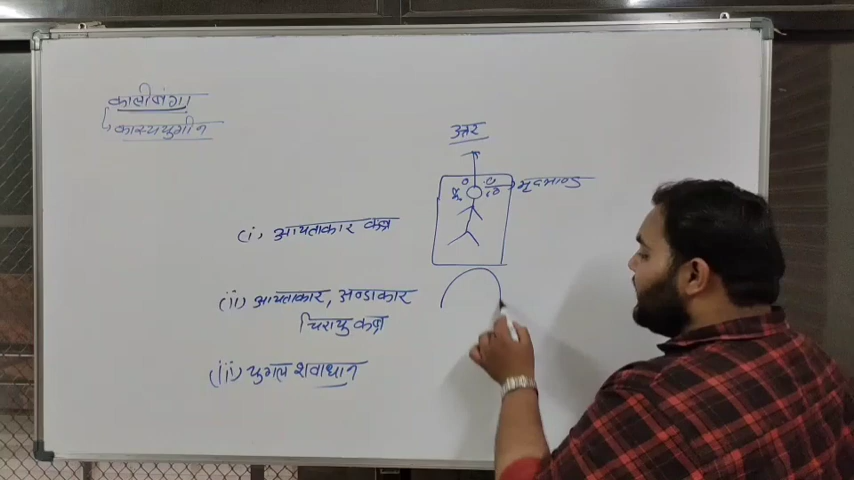 कालीबंगा
कास्ययुगीन
उत्तर
मृदभाण्ड
(i) आयताकार कब्र
(ii) आयताकार, अण्डाकार
चिरायु कब्र
(iii) युगल शवाधान